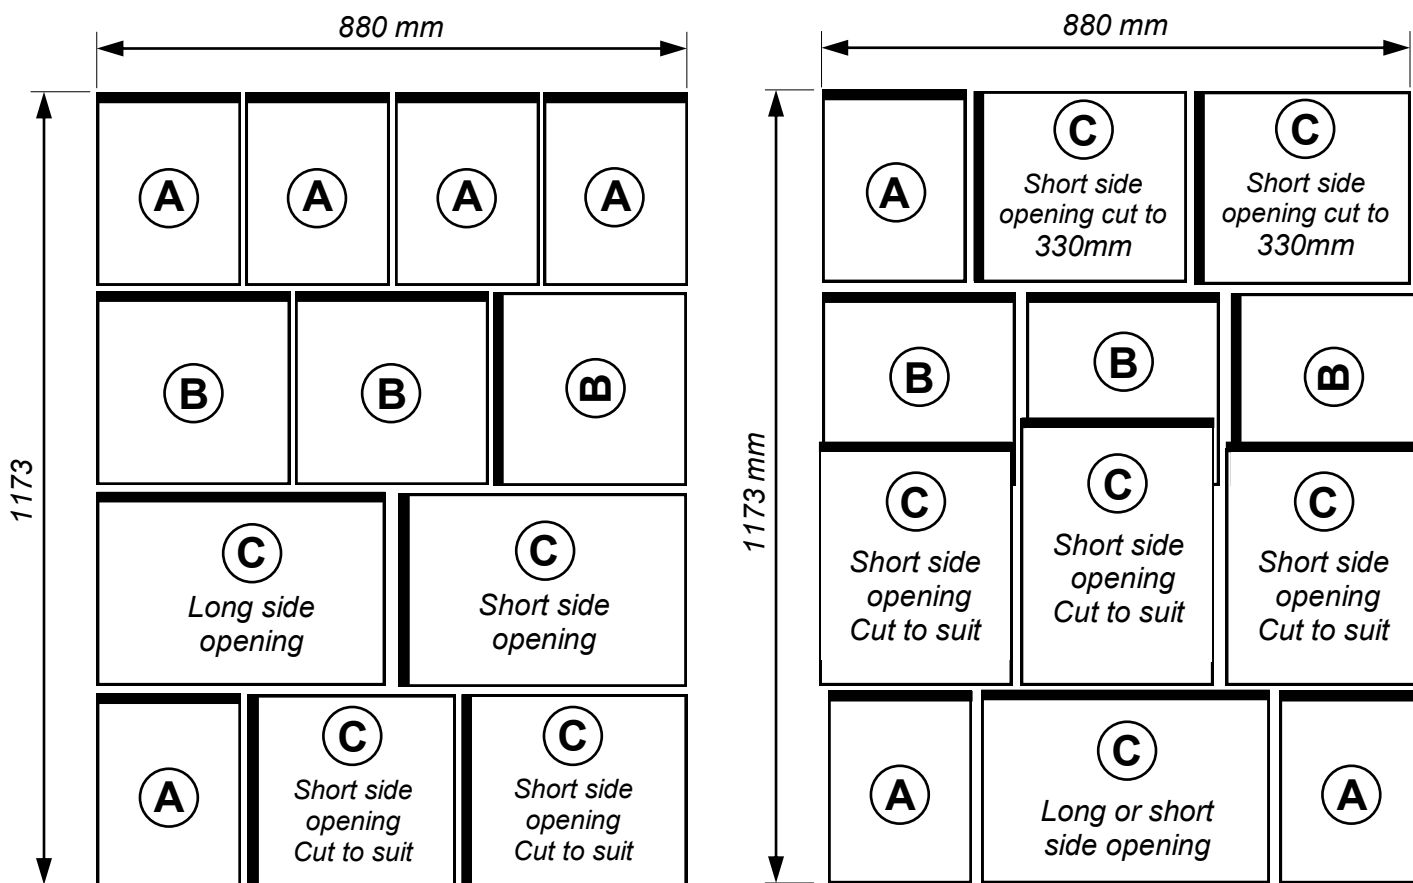 880 mm
1173
A
A
A
A
B
B
B
C
Long side
opening
C
Short side
opening
A
C
Short side
opening
Cut to suit
C
Short side
opening
Cut to suit
880 mm
1173 mm
A
C
Short side
opening cut to
330mm
C
Short side
opening cut to
330mm
B
B
B
C
Short side
opening
Cut to suit
C
Short side
opening
Cut to suit
C
Short side
opening
Cut to suit
A
C
Long or short
side opening
A